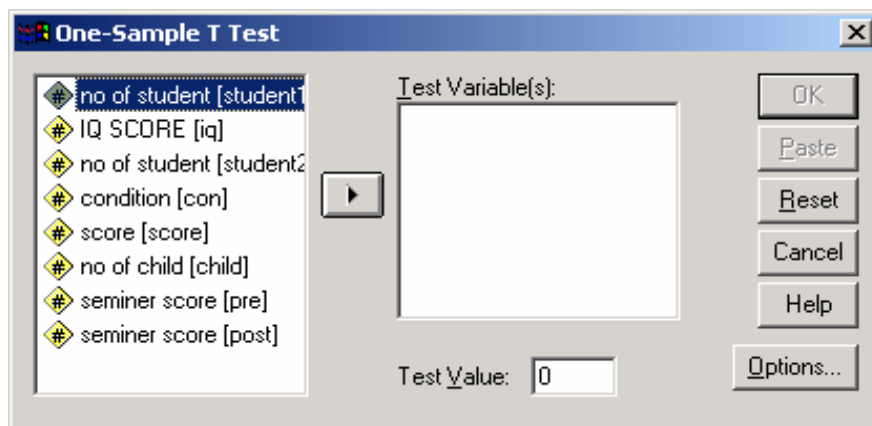 One-Sample T Test
no of student [student1
IQ SCORE [iq]
no of student [student2
condition [con]
score [score]
no of child [child]
seminer score [pre]
seminer score [post]
Test Variable(s):
Test Value: 0
OK
Paste
Reset
Cancel
Help
Options...